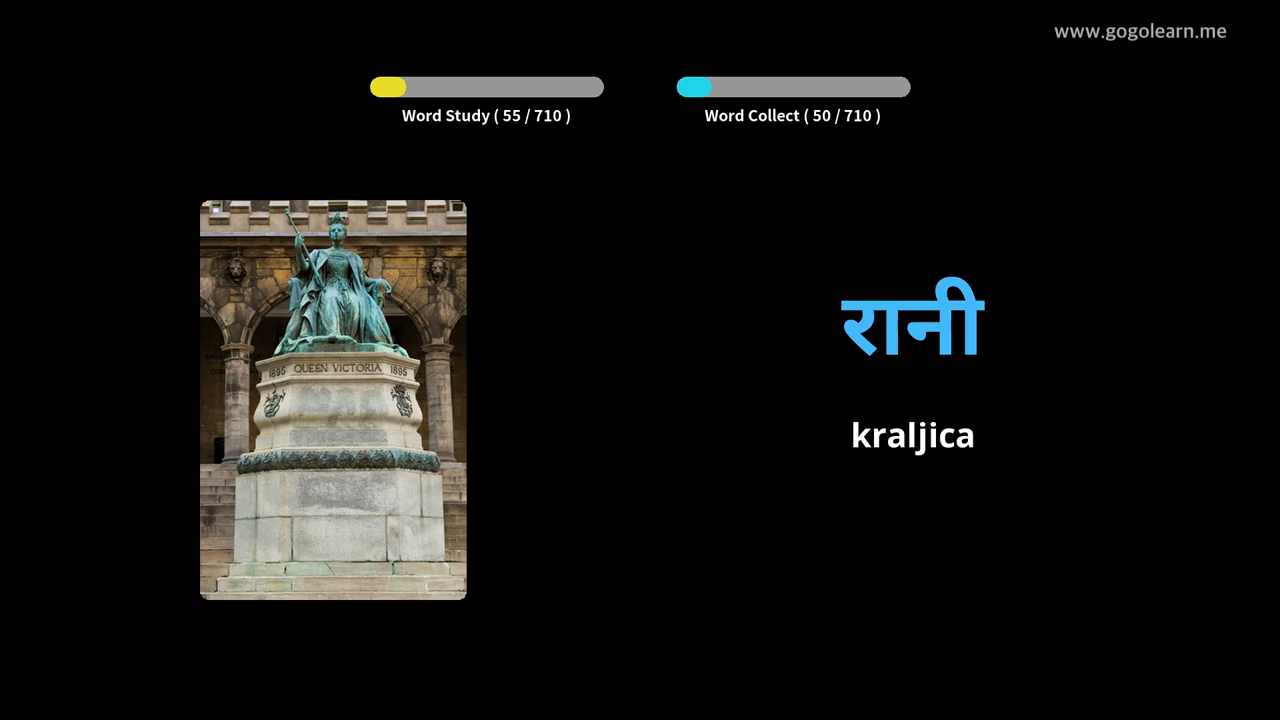 www.gogolearn.me
Word Study ( 55 / 710 )
Word Collect ( 50 / 710 )
1895 QUEEN VICTORIA 1895
रानी
kraljica